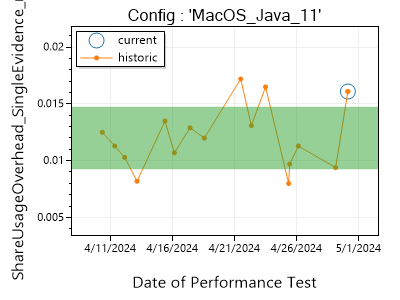 Config : 'MacOS_Java_11'
ShareUsageOverhead_SingleEvidence_
current
historic
0.02
0.015
0.01
0.005
4/11/2024 4/16/2024 4/21/2024 4/26/2024 5/1/2024
Date of Performance Test